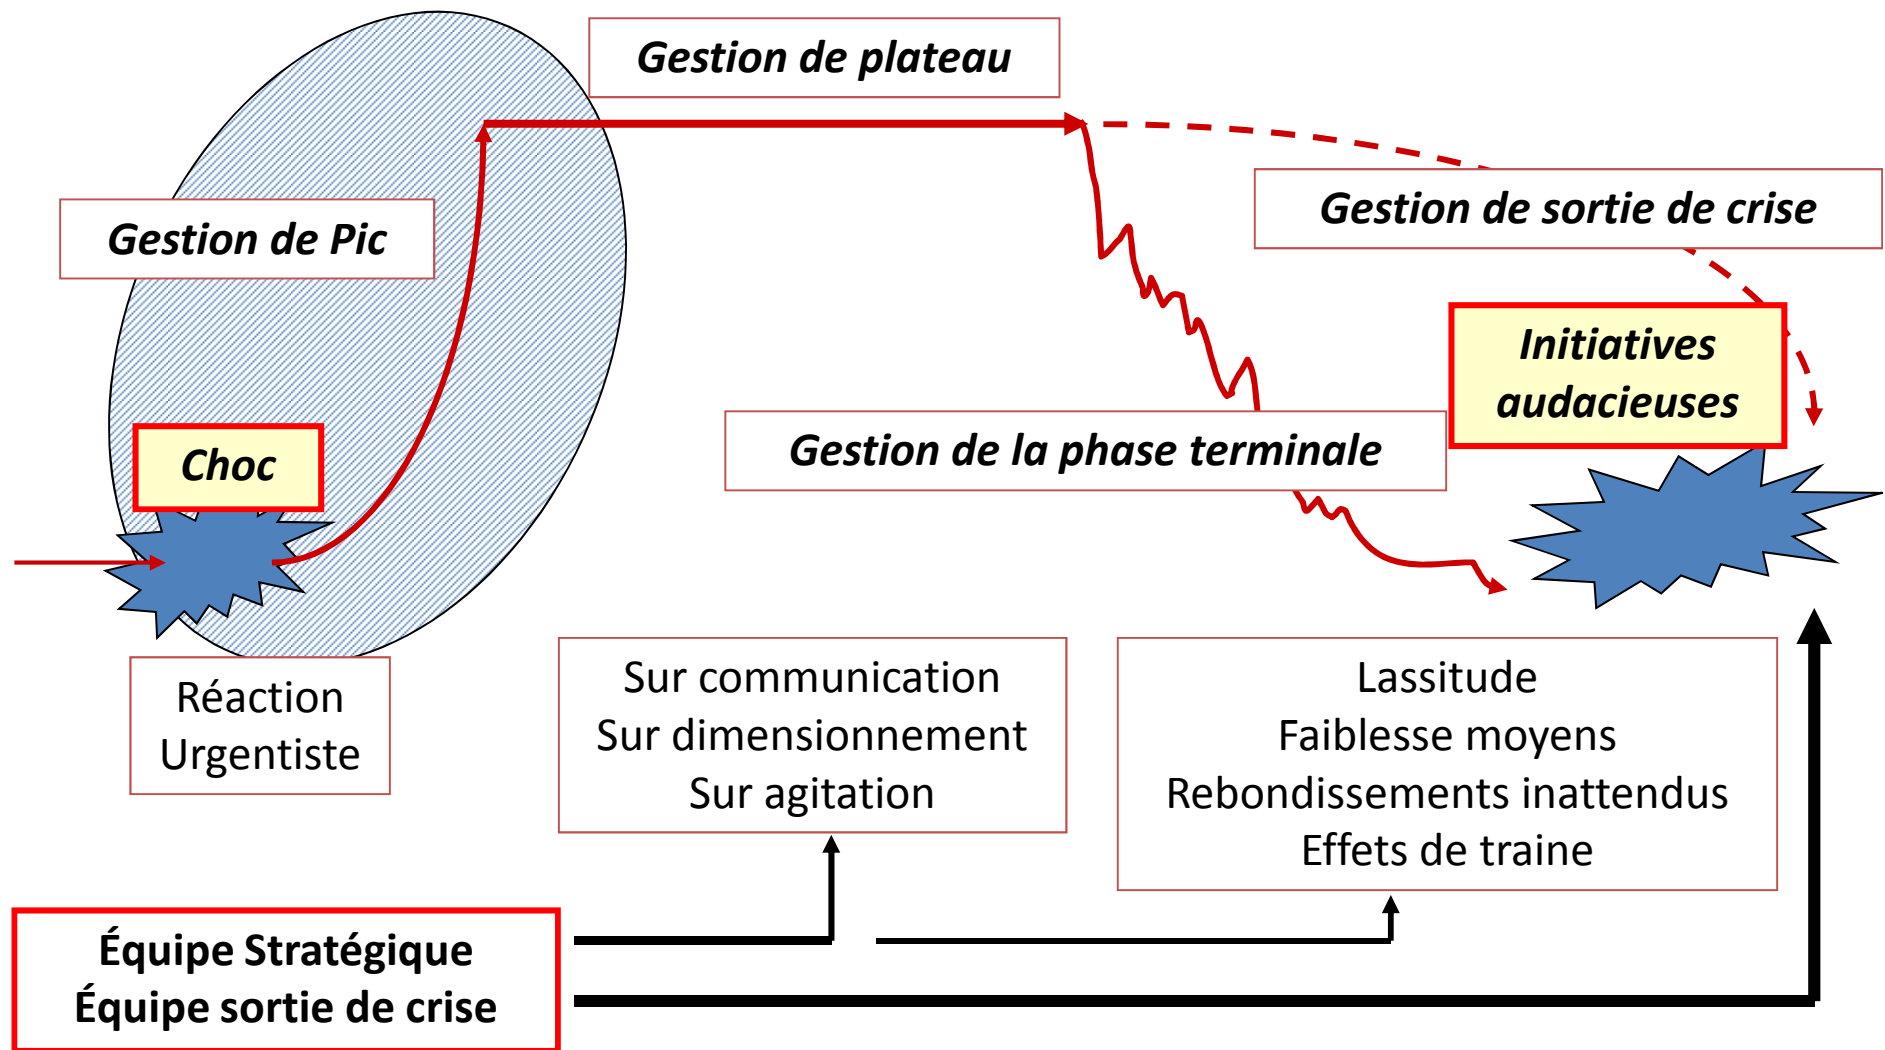 Gestion de plateau
Gestion de sortie de crise
Gestion de Pic
Initiatives
audacieuses
Gestion de la phase terminale
Choc
Réaction
Urgentiste
Sur communication
Sur dimensionnement
Sur agitation
Lassitude
Faiblesse moyens
Rebondissements inattendus
Effets de traine
Équipe Stratégique
Équipe sortie de crise